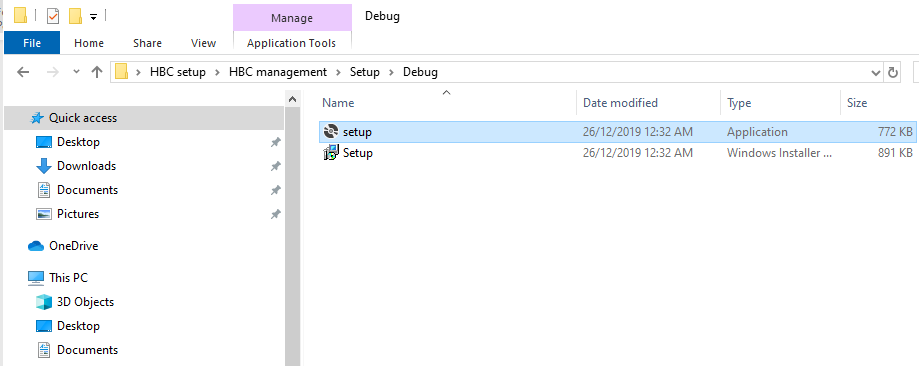 Manage
Debug
File Home Share View Application Tools
HBC setup HBC management Setup Debug
Name Date modified Type Size
Quick access
Desktop
Downloads
Documents
Pictures
OneDrive
This PC
3D Objects
Desktop
Documents
setup 26/12/2019 12:32 AM Application 772 KB
Setup 26/12/2019 12:32 AM Windows Installer ... 891 KB